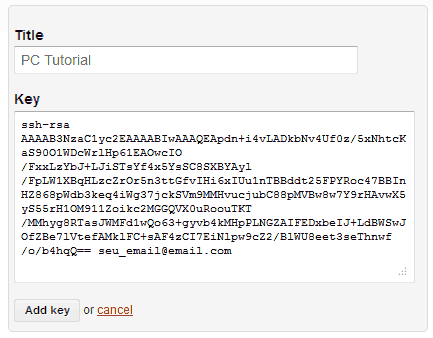 Title
PC Tutorial
Key
ssh-rsa
AAAAB3NzaC1yc2EAAAABIwAAAQEApdn+i4vLADkbNv4Uf0z/5xNhtcK
aS90O1WDcWrlHp61EAOwcIO
/FxxLzYbJ+LJiSTsYf4x5YsSC8SXBYAyl
/FpLW1XBqHLzcZrOr5n3ttGfvIHi6xIUu1nTBBddt25FPYRoc47BBIn
HZ868pWdb3keq4iWg37jckSVm9MMHvucjubC88pMVBw8w7Y9rHAvwX5
yS55rH1OM911Zoikc2MGGQVX0uRoouTKT
/MMhyg8RTasJWMFd1wQo63+gyvb4kMHpPLNGZAIFEDxbeIJ+LdBWSwJ
OfZBe7lVtefAMklFC+sAF4zCI7EiNlpw9cZ2/BlWU8eet3seThnwf
/o/b4hqQ== seu_email@email.com
Add key or cancel